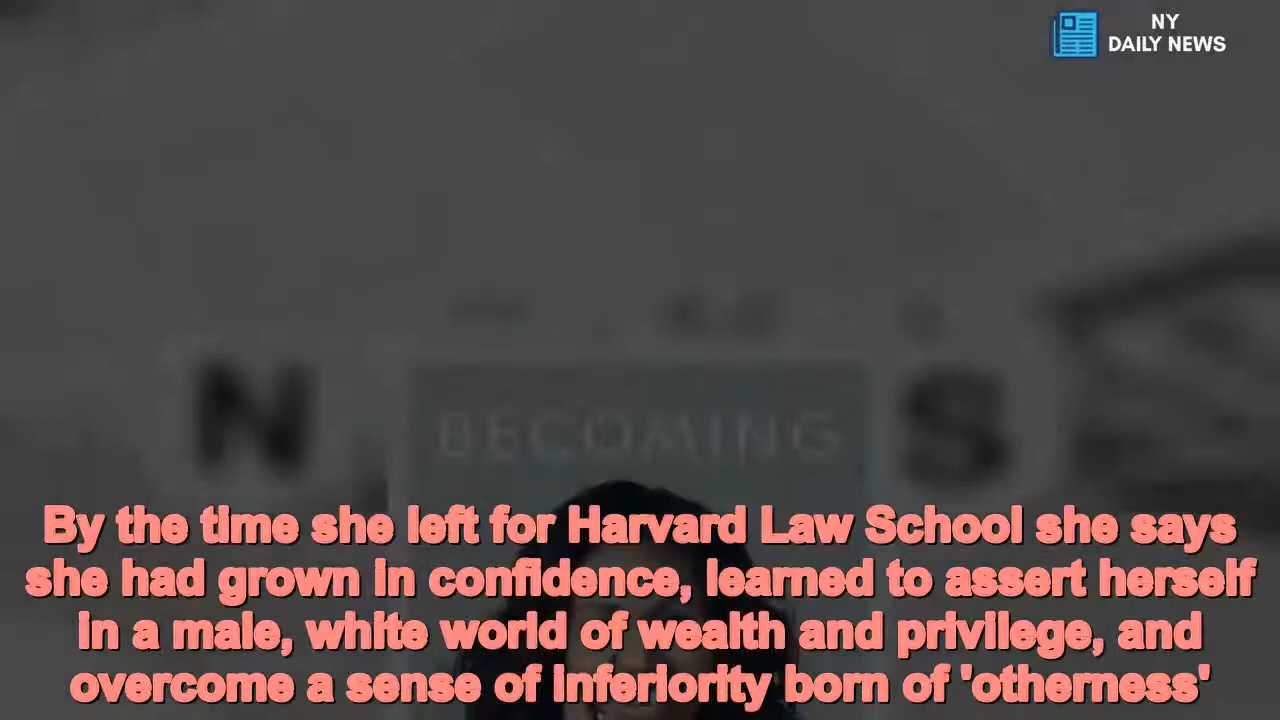 NY
DAILY NEWS
N
BECOMING
S
By the time she left for Harvard Law School she says
she had grown in confidence, learned to assert herself
in a male, white world of wealth and privilege, and
overcome a sense of inferiority born of 'otherness'